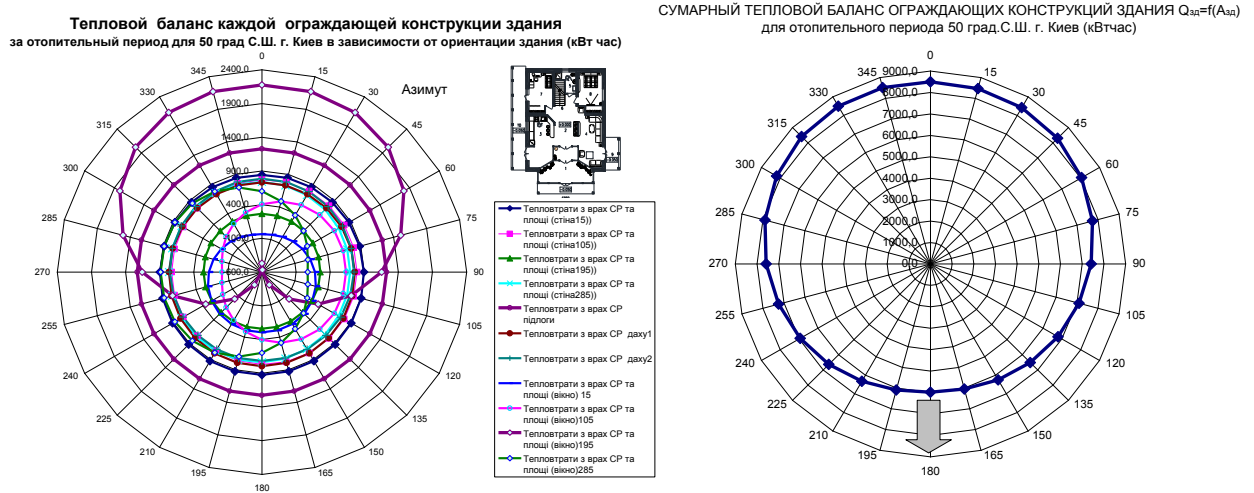 Тепловой баланс каждой ограждающей конструкции здания
за отопительный период для 50 град С.Ш. г. Киев в зависимости от ориентации здания (кВт час)
0
15
30
45
60
75
90
105
120
135
150
165
180
195
210
225
240
255
270
285
300
315
330
345
Азимут
2400,0
1900,0
1400,0
900,0
400,0
Тепловтрати з врах СР та
площі (стіна15))
Тепловтрати з врах СР та
площі (стіна105))
Тепловтрати з врах СР та
площі (стіна195))
Тепловтрати з врах СР та
площі (стіна285))
Тепловтрати з врах СР
підлоги
Тепловтрати з врах СР даху1
Тепловтрати з врах СР даху2
Тепловтрати з врах СР та
площі (вікно) 15
Тепловтрати з врах СР та
площі (вікно)105
Тепловтрати з врах СР та
площі (вікно)195
Тепловтрати з врах СР та
площі (вікно)285
СУМАРНЫЙ ТЕПЛОВОЙ БАЛАНС ОГРАЖДАЮЩИХ КОНСТРУКЦИЙ ЗДАНИЯ Qзд=f(Aзд)
для отопительного периода 50 град.С.Ш. г. Киев (кВтчас)
0
15
30
45
60
75
90
105
120
135
150
165
180
195
210
225
240
255
270
285
300
315
330
345
9000,0
8000,0
7000,0
6000,0
5000,0
4000,0
3000,0
2000,0
1000,0
0,0